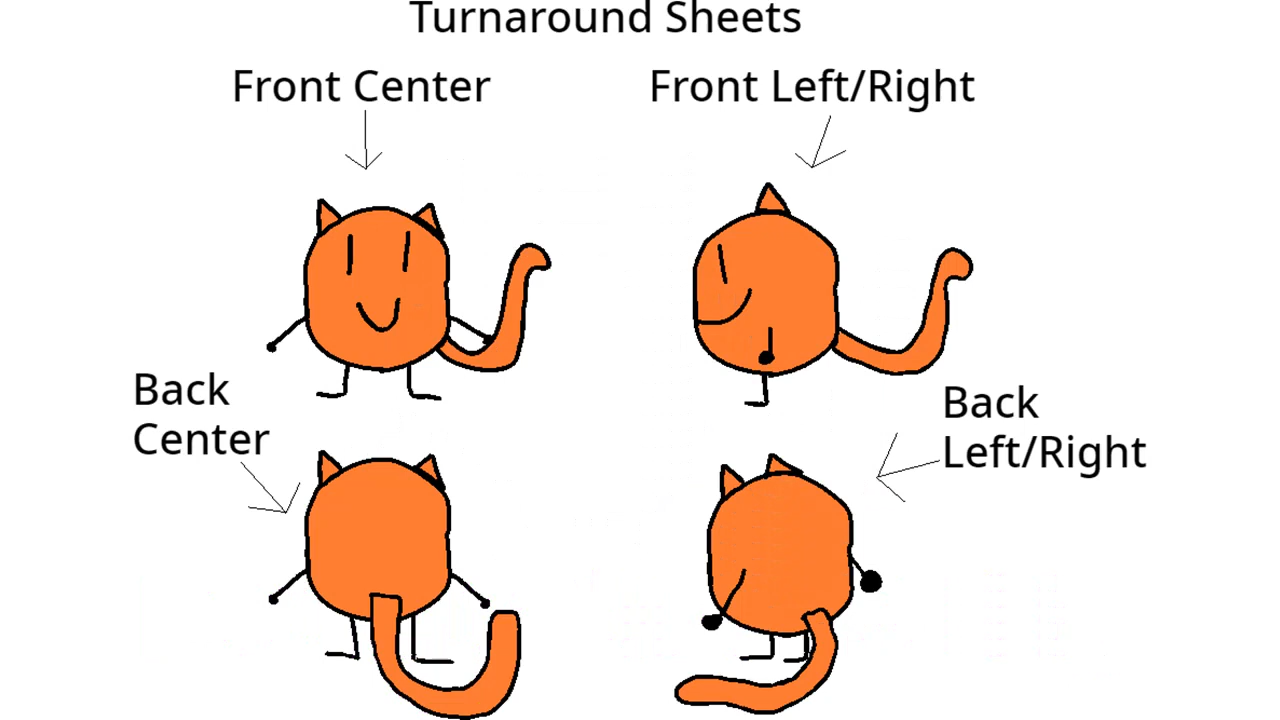 Turnaround Sheets
Front Center
Front Left/Right
Back
Center
Back
Left/Right